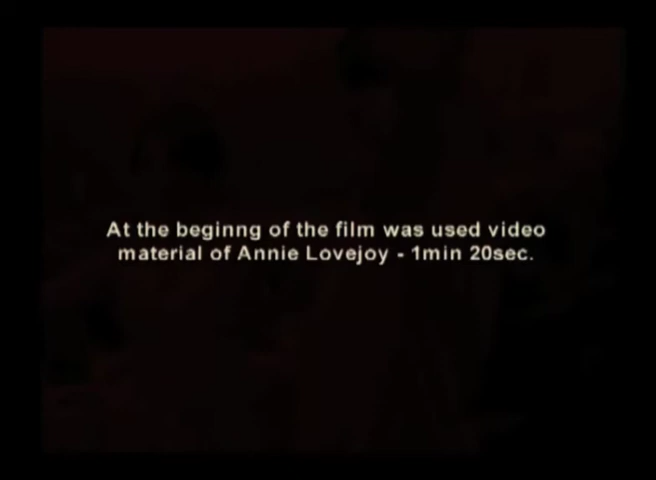 At the beginng of the film was used video
material of Annie Lovejoy - 1min 20sec.